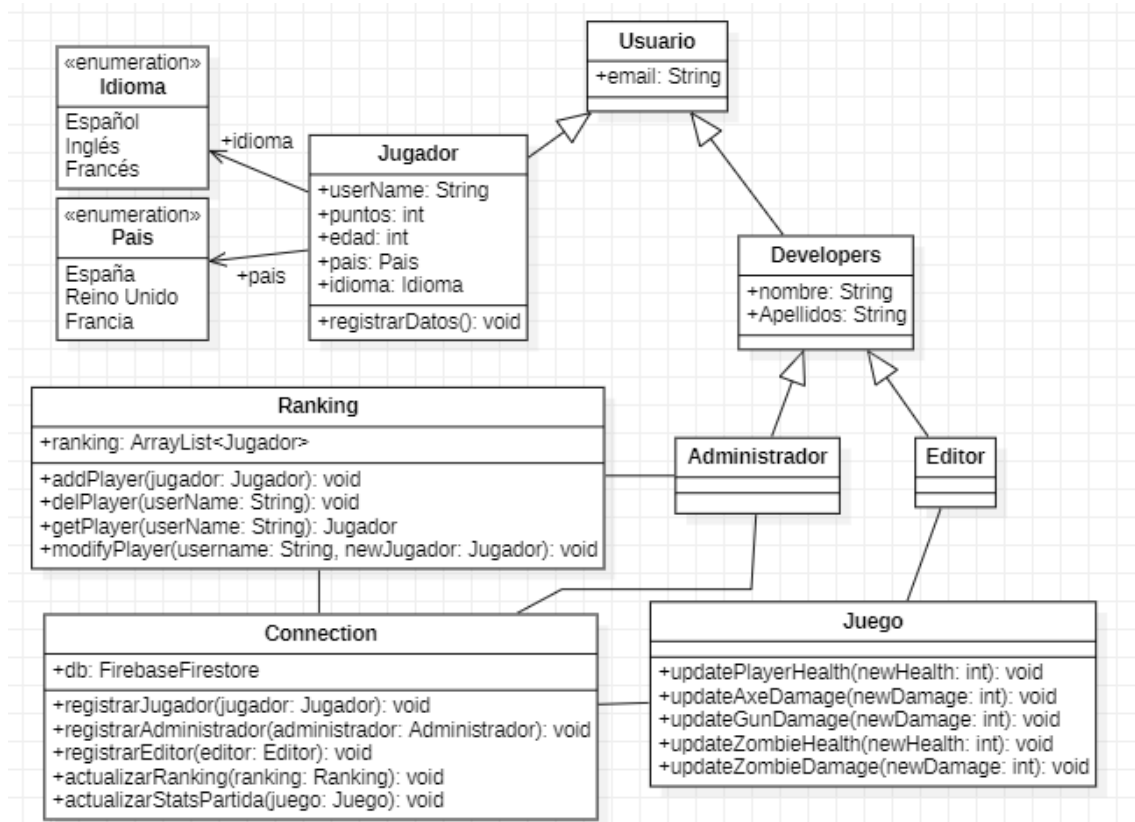 Usuario
+email: String
«enumeration»
Idioma
Español
Inglés
Francés
+idioma
Jugador
+userName: String
+puntos: int
+edad: int
+pais: Pais
+idioma: Idioma
+registrarDatos(): void
«enumeration»
Pais
España
Reino Unido
Francia
+pais
Developers
+nombre: String
+Apellidos: String
Ranking
+ranking: ArrayList<Jugador>
+addPlayer(jugador: Jugador): void
+delPlayer(userName: String): void
+getPlayer(userName: String): Jugador
+modifyPlayer(username: String, newJugador: Jugador): void
Administrador
Editor
Connection
+db: FirebaseFirestore
+registrarJugador(jugador: Jugador): void
+registrarAdministrador(administrador: Administrador): void
+registrarEditor(editor: Editor): void
+actualizarRanking(ranking: Ranking): void
+actualizarStatsPartida(juego: Juego): void
Juego
+updatePlayerHealth(newHealth: int): void
+updateAxeDamage(newDamage: int): void
+updateGunDamage(newDamage: int): void
+updateZombieHealth(newHealth: int): void
+updateZombieDamage(newDamage: int): void